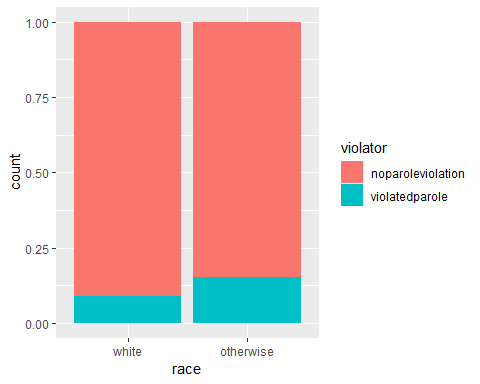 1.00
0.75
0.50
0.25
0.00
count
white otherwise
race
violator
noparoleviolation
violatedparole